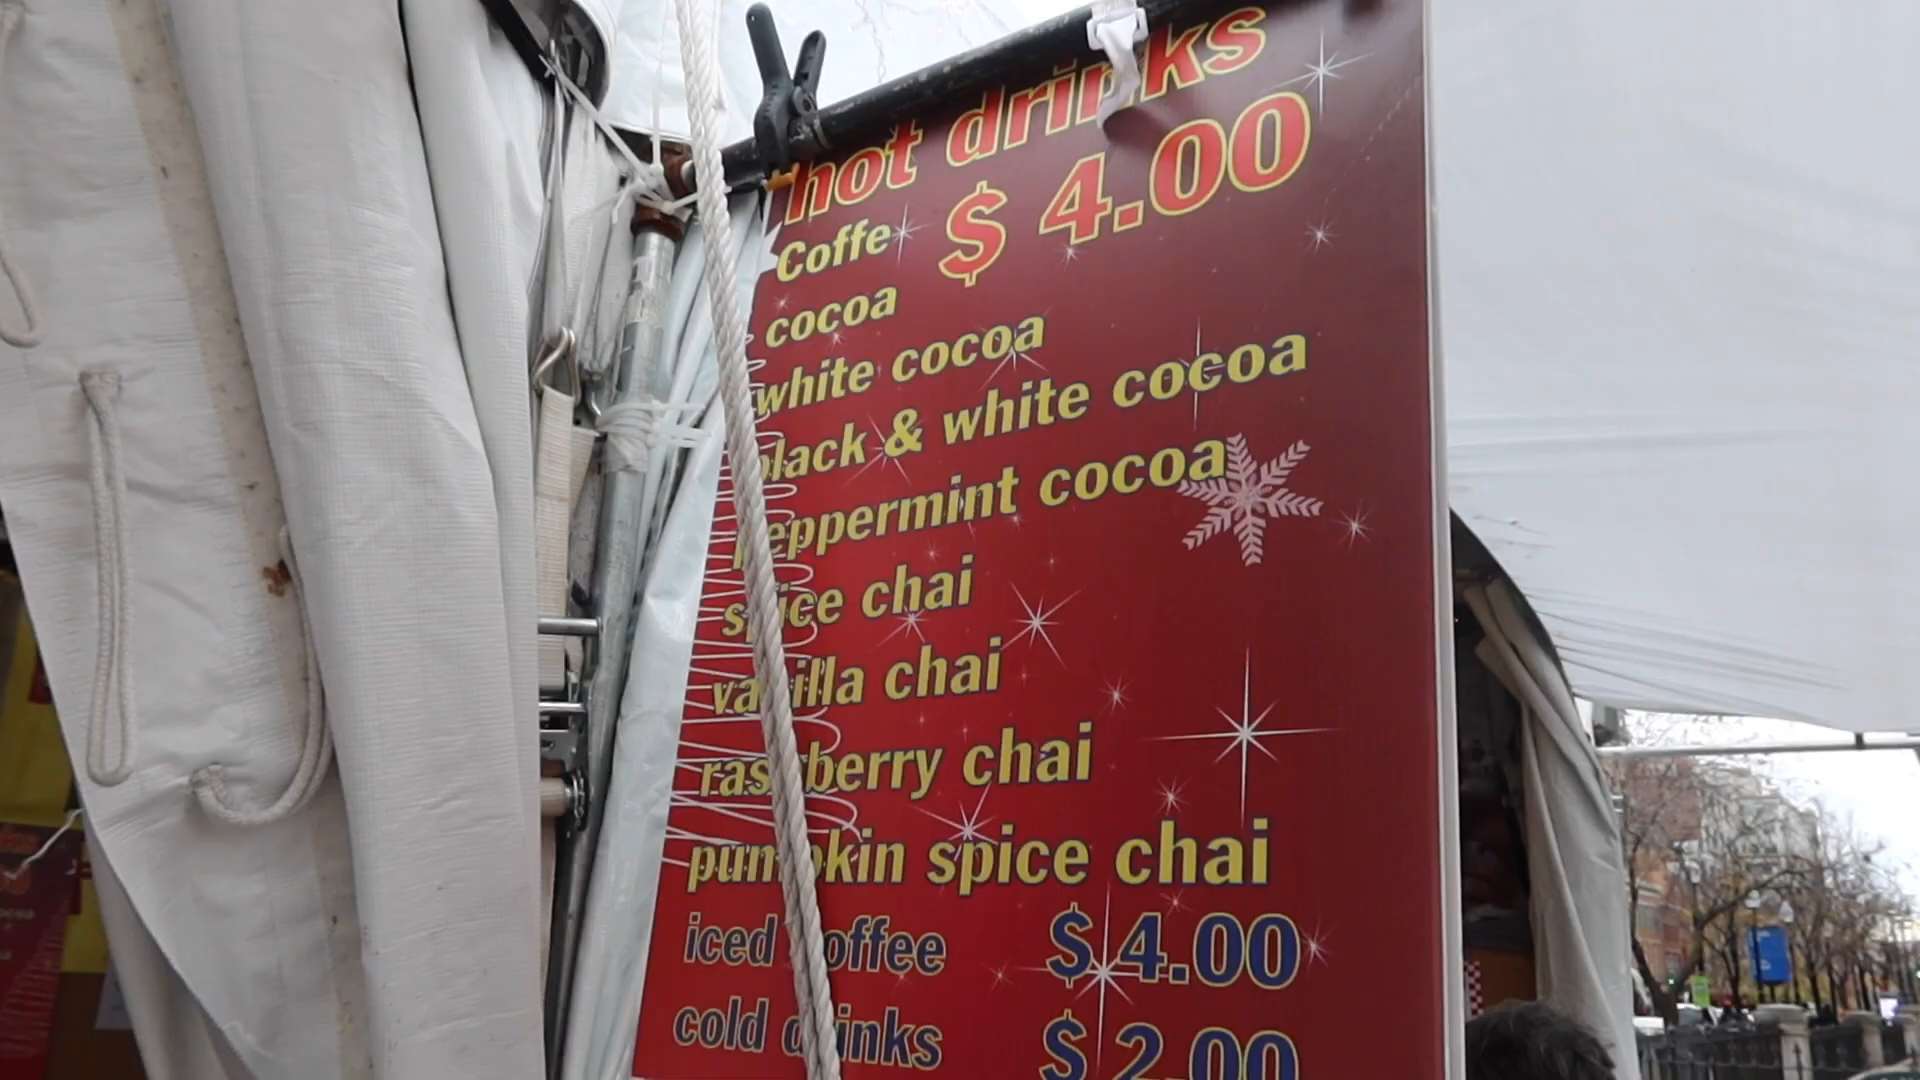 hot drinks
$ 4.00
Coffe
cocoa
white cocoa
black & white cocoa
peppermint cocoa
spice chai
vanilla chai
raspberry chai
pumpkin spice chai
iced coffee $ 4.00
cold drinks $ 2.00